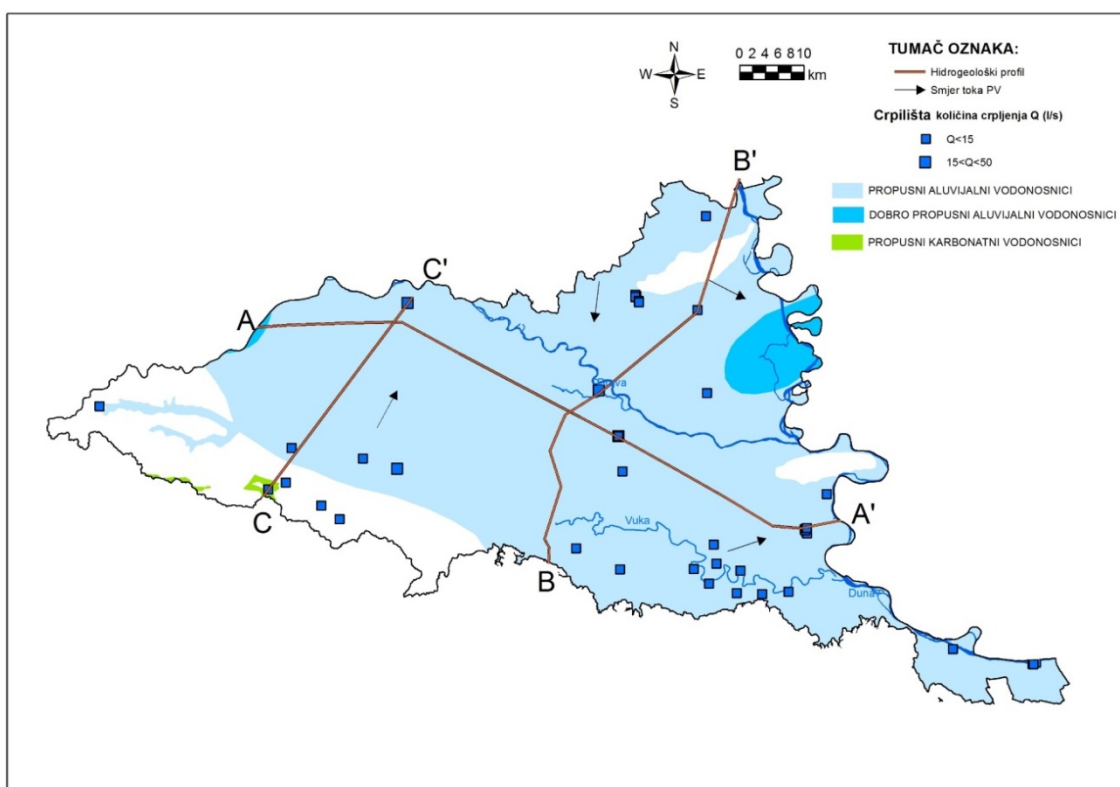 N
W E
S
0 2 4 6 8 10
km
TUMAČ OZNAKA:
Hidrogeološki profil
Smjer toka PV
Crpilišta količina crpljenja Q (l/s)
Q<15
15<Q<50
PROPUSNI ALUVIJALNI VODONOSNICI
DOBRO PROPUSNI ALUVIJALNI VODONOSNICI
PROPUSNI KARBONATNI VODONOSNICI
B'
C'
A
C
Vuka
A'
B